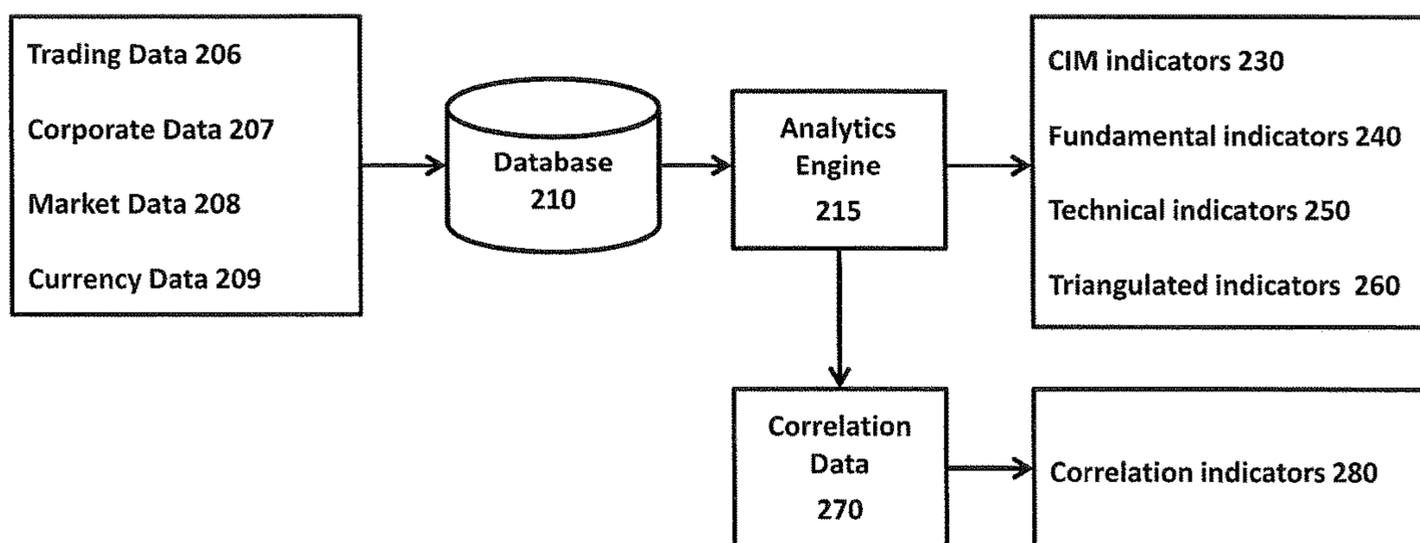 Trading Data 206
Corporate Data 207
Market Data 208
Currency Data 209
Database
210
Analytics
Engine
215
CIM indicators 230
Fundamental indicators 240
Technical indicators 250
Triangulated indicators 260
Correlation
Data
270
Correlation indicators 280